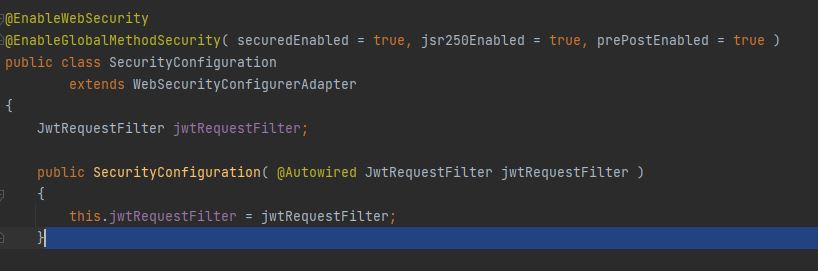 @EnableWebSecurity
@EnableGlobalMethodSecurity( securedEnabled = true, jsr250Enabled = true, prePostEnabled = true )
public class SecurityConfiguration
        extends WebSecurityConfigurerAdapter
{
    JwtRequestFilter jwtRequestFilter;

    public SecurityConfiguration( @Autowired JwtRequestFilter jwtRequestFilter )
    {
        this.jwtRequestFilter = jwtRequestFilter;
    }